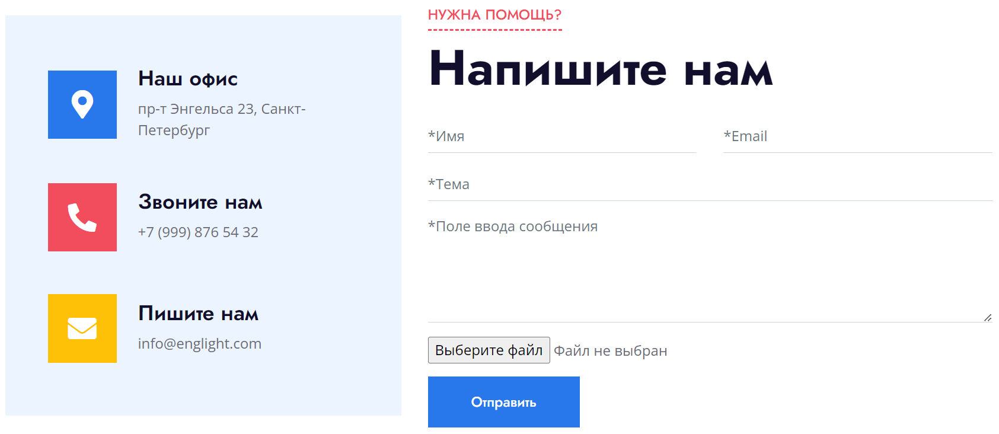 Наш офис
пр-т Энгельса 23, Санкт-
Петербург
Звоните нам
+7 (999) 876 54 32
Пишите нам
info@englight.com
НУЖНА ПОМОЩЬ?
Напишите нам
*Имя
*Email
*Тема
*Поле ввода сообщения
Выберите файл Файл не выбран
Отправить